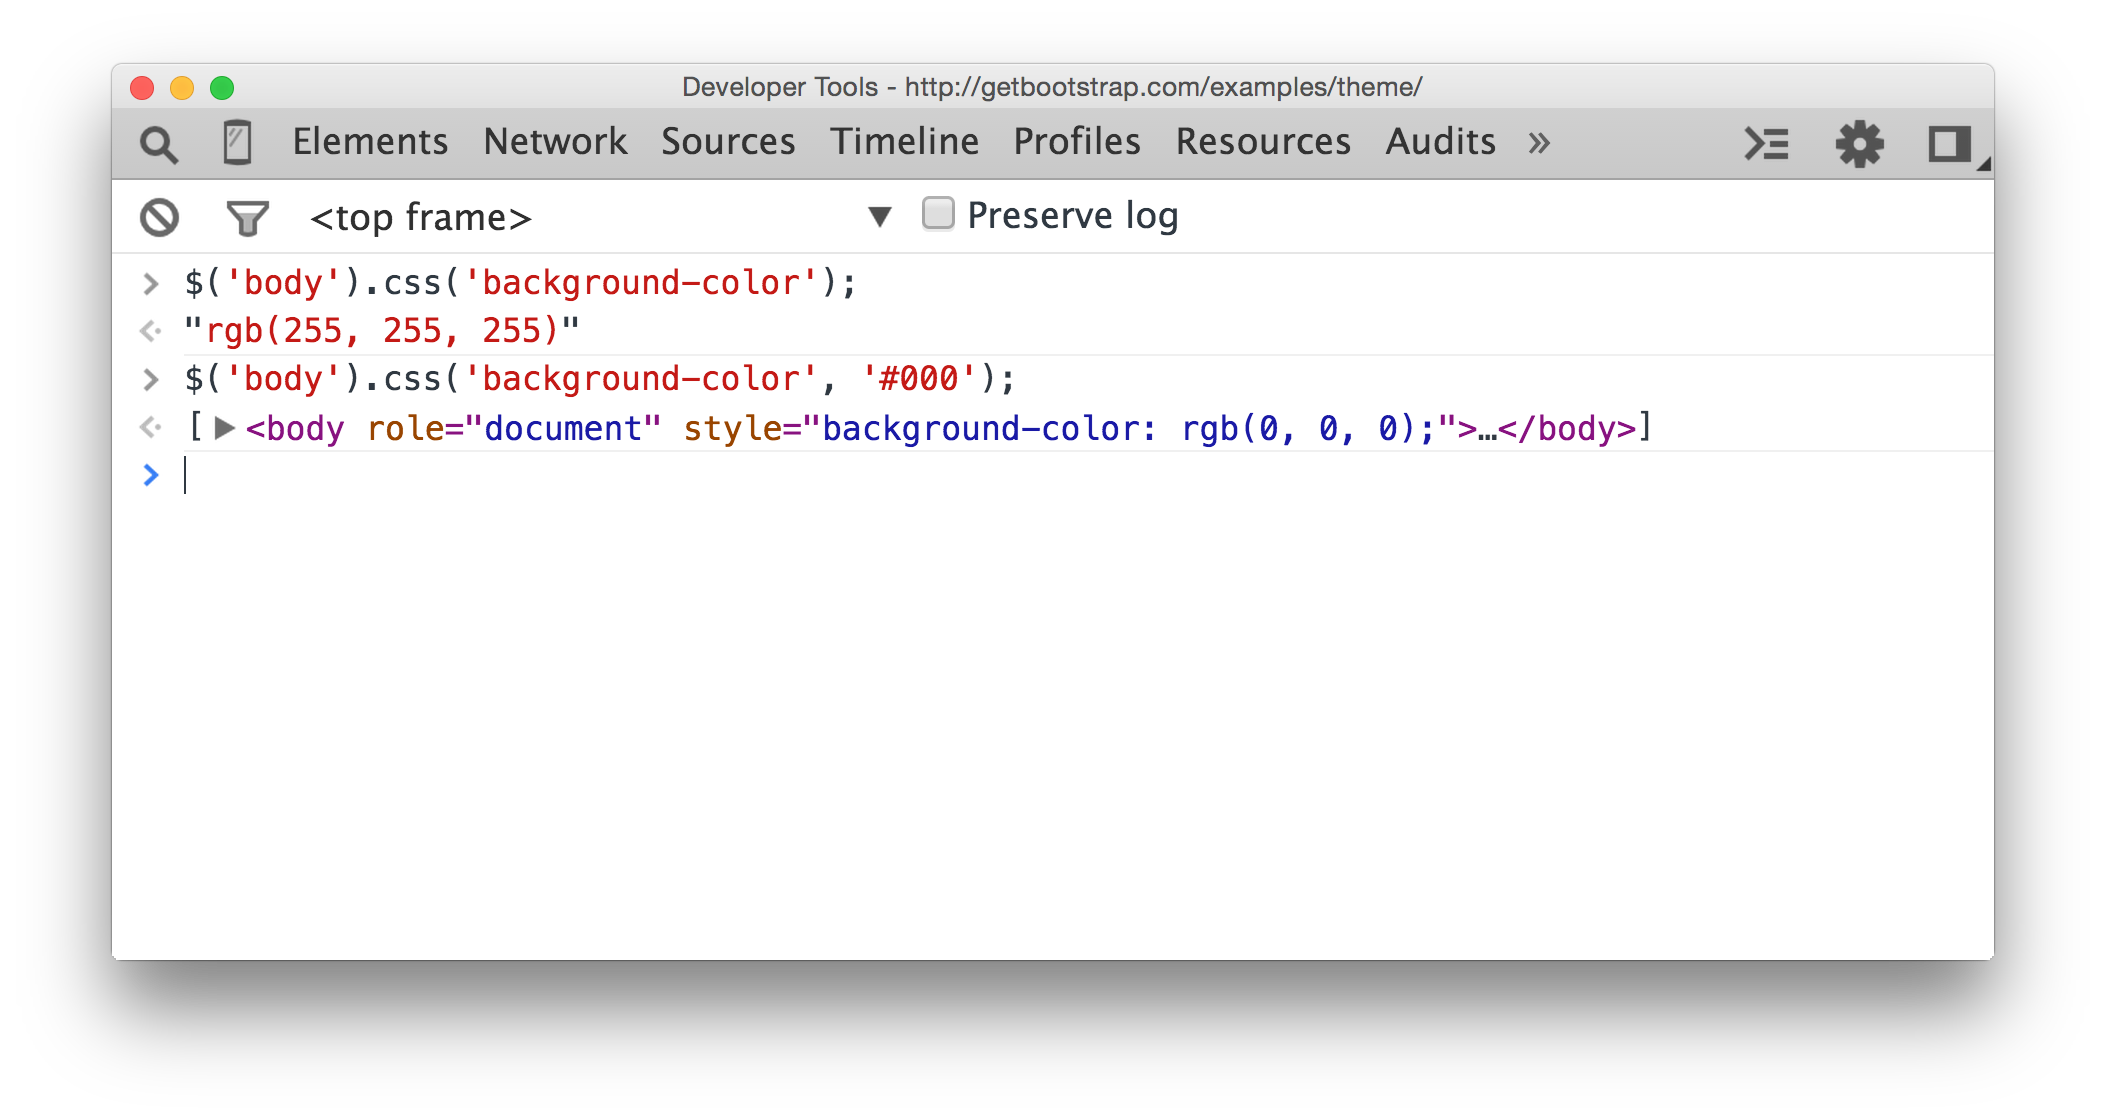 Developer Tools - http://getbootstrap.com/examples/theme/
Elements Network Sources Timeline Profiles Resources Audits »
<top frame> ▼ Preserve log
> $('body').css('background-color');
"rgb(255, 255, 255)"
> $('body').css('background-color', '#000');
[▶<body role="document" style="background-color: rgb(0, 0, 0);">…</body>]
>